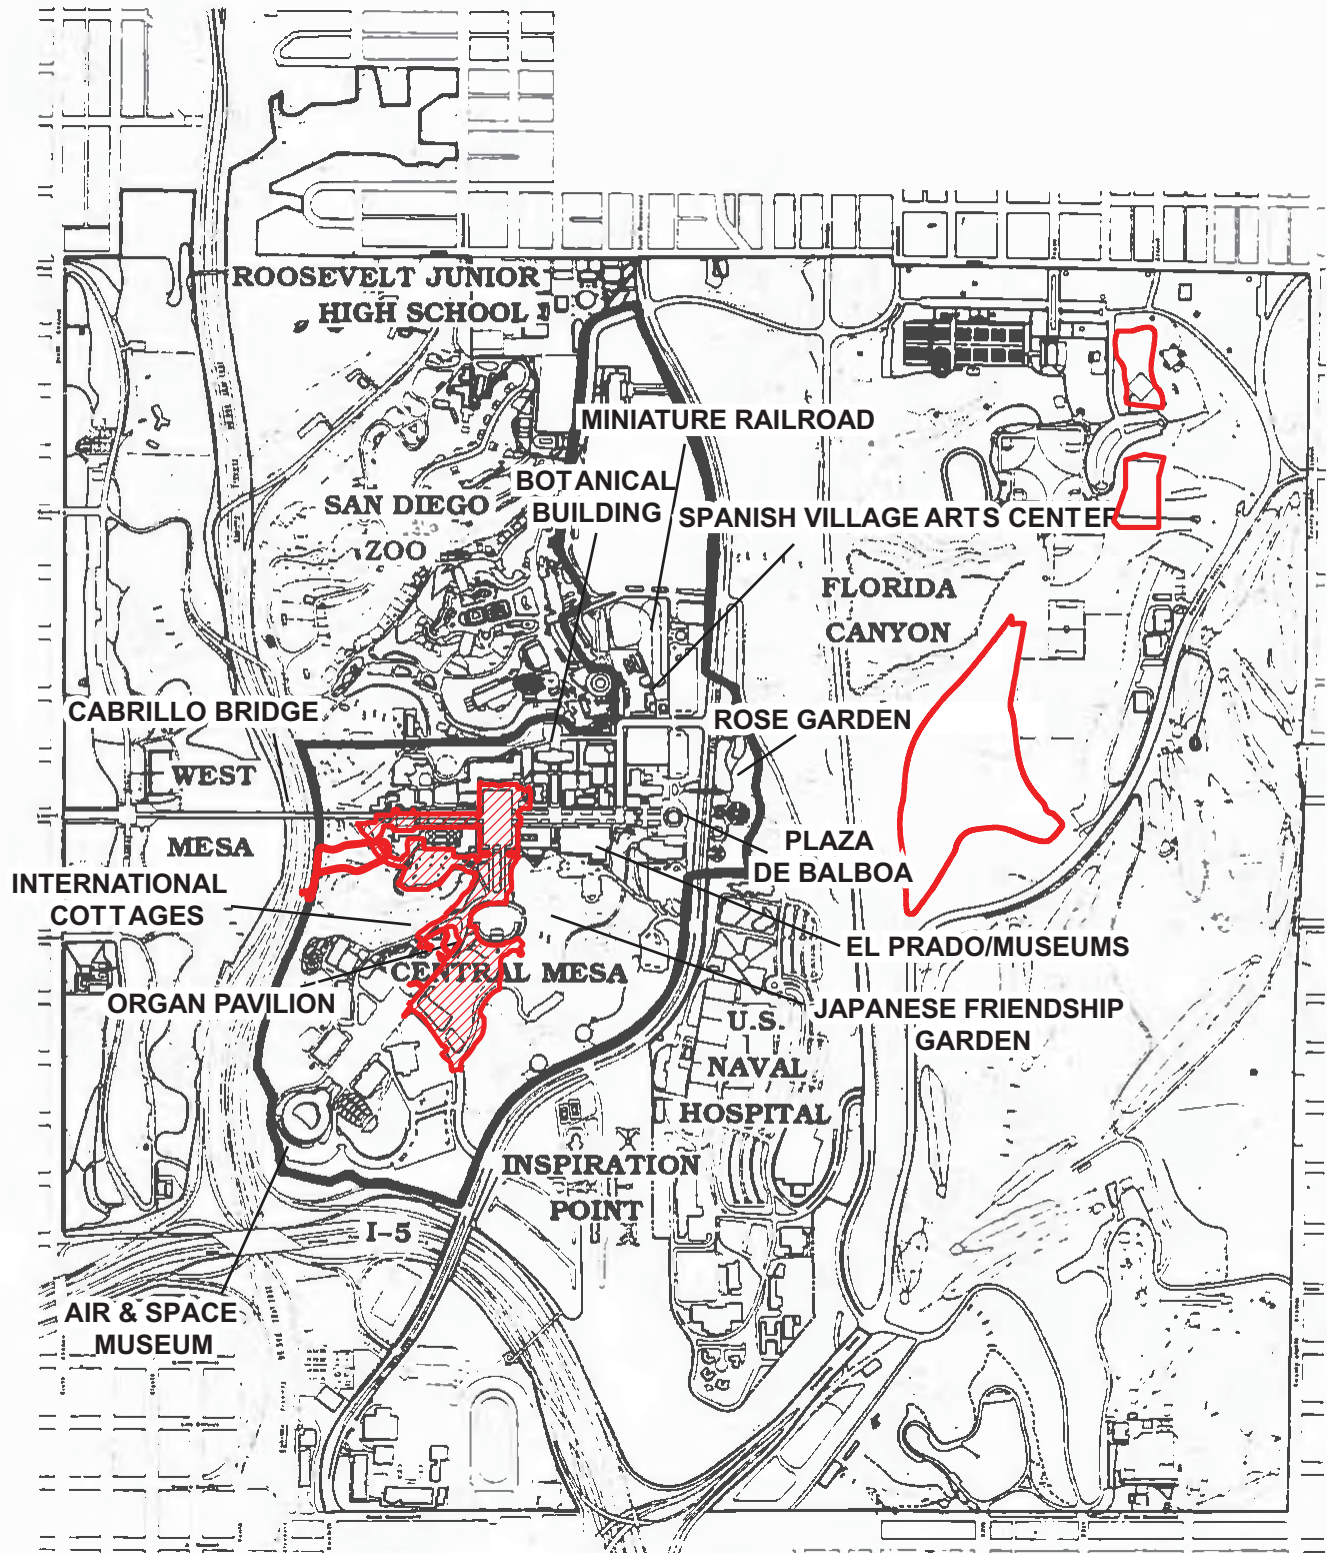 ROOSEVELT JUNIOR
HIGH SCHOOL
MINIATURE RAILROAD
BOTANICAL
BUILDING
SPANISH VILLAGE ARTS CENTER
SAN DIEGO
ZOO
FLORIDA
CANYON
CABRILLO BRIDGE
ROSE GARDEN
WEST
MESA
PLAZA
DE BALBOA
INTERNATIONAL
COTTAGES
EL PRADO/MUSEUMS
CENTRAL MESA
ORGAN PAVILION
JAPANESE FRIENDSHIP
GARDEN
U.S.
NAVAL
HOSPITAL
INSPIRATION
POINT
I-5
AIR & SPACE
MUSEUM